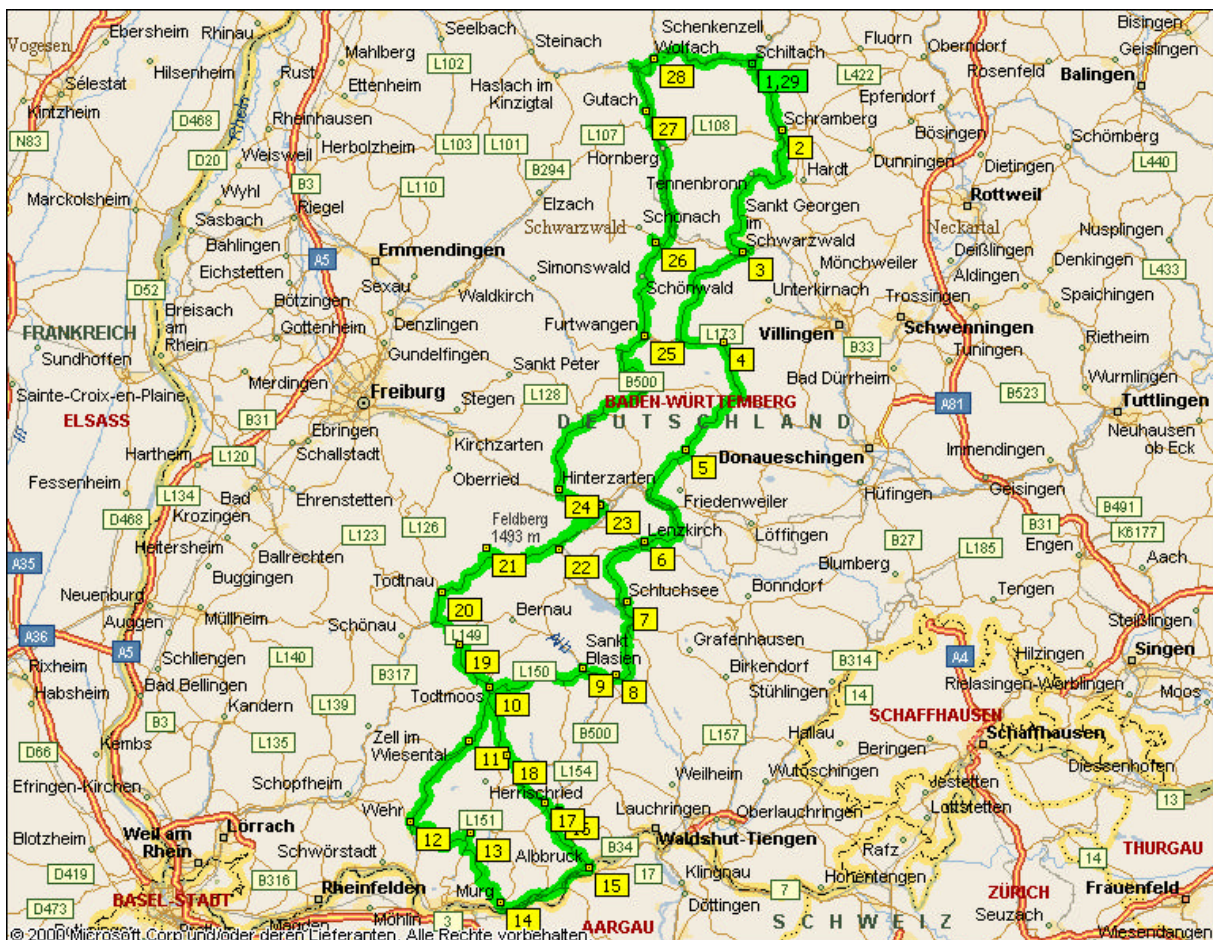 Ebersheim
Rhinau
Mahlberg
Seelbach
Steinach
Schenkenzell
Wolfach
Schiltach
Fluorn
Oberndorf
Bisingen
Geislingen
Vogesen
Hilsenheim
Rust
Ettenheim
L102
Haslach im
Kinzigtal
28
1,29
L422
Rosenfeld
Balingen
Sélestat
Kintzheim
D468
Rhein
Rheinhausen
Gutach
27
L107
L108
Schramberg
Epfendorf
Bösingen
Schömberg
N83
D20
Weisweil
Herbolzheim
L103
L101
Hornberg
2
Dunningen
Dietingen
L440
Wyhl
B3
L110
B294
Tennenbronn
Hardt
Rottweil
Marckolsheim
Riegel
Elzach
Schönach
Sankt Georgen
im
Schwarzwald
Sasbach
Schwarzwald
Neckartal
Nusplingen
Bahlingen
Emmendingen
26
3
Deißlingen
Denkingen
Eichstetten
A5
Simonswald
Mönchweiler
Aldingen
L433
D52
Sexau
Schönwald
Unterkirnach
Spaichingen
Breisach
am
Rhein
Bötzingen
Waldkirch
Trossingen
FRANKREICH
Gottenheim
Denzlingen
Furtwangen
L173
Villingen
Schwenningen
Rietheim
Sundhoffen
Gundelfingen
25
4
B33
Tuningen
Merdingen
Sankt Peter
B500
Bad Dürrheim
Wurmlingen
Sainte-Croix-en-Plaine
Freiburg
L128
BADEN-WÜRTTEMBERG
A81
B523
Tuttlingen
ELSASS
B31
Stegen
DEUTSCHLAND
Neuhausen
ob Eck
Hartheim
Ebringen
Kirchzarten
Donaueschingen
Immendingen
L120
Schallstadt
5
Fessenheim
L134
Bad
Krozingen
Ehrenstetten
Oberried
Hinterzarten
Friedenweiler
Hüfingen
Geisingen
B491
D468
L123
L126
Feldberg
1493 m
24
23
Lenzkirch
Löffingen
B31
K6177
Heitersheim
Ballrechten
21
22
6
B27
L185
Engen
Aach
A35
Buggingen
Todtnau
Schluchsee
Bonndorf
Blumberg
Tengen
Neuenburg
Müllheim
20
Bernau
7
Steißlingen
Auggen
Schönau
Alb
Sankt
Blasien
Grafenhausen
A36
A5
L149
B314
A4
Hilzingen
Rixheim
Schliengen
L140
19
L150
Birkendorf
Singen
Habsheim
Bad Bellingen
B317
Todtmoos
9
8
Stühlingen
14
Rielasingen-Worblingen
Moos
Kandern
L139
10
SCHAFFHAUSEN
D66
B3
Zell im
Wiesental
B500
L157
Hallau
Schaffhausen
Kembs
L135
11
18
L154
Weilheim
Beringen
Efringen-Kirchen
Schopfheim
Herrischried
Wutöschingen
Diessenhofen
Jestetten
Wehr
Lauchringen
Oberlauchringen
Lottstetten
13
Blotzheim
Weil am
Rhein
Lörrach
L151
17
12
13
Waldshut-Tiengen
Schwörstadt
Albbruck
B34
Rafz
THURGAU
D419
B316
Rheinfelden
Murg
15
17
Klingnau
Hohentengen
14
BASEL-STADT
Döttingen
7
ZÜRICH
Frauenfeld
D473
Möhlin
3
14
AARGAU
SCHWEIZ
Seuzach
Wiesendangen
© 2000 Microsoft Corp und/oder deren Lieferanten. Alle Rechte vorbehalten.